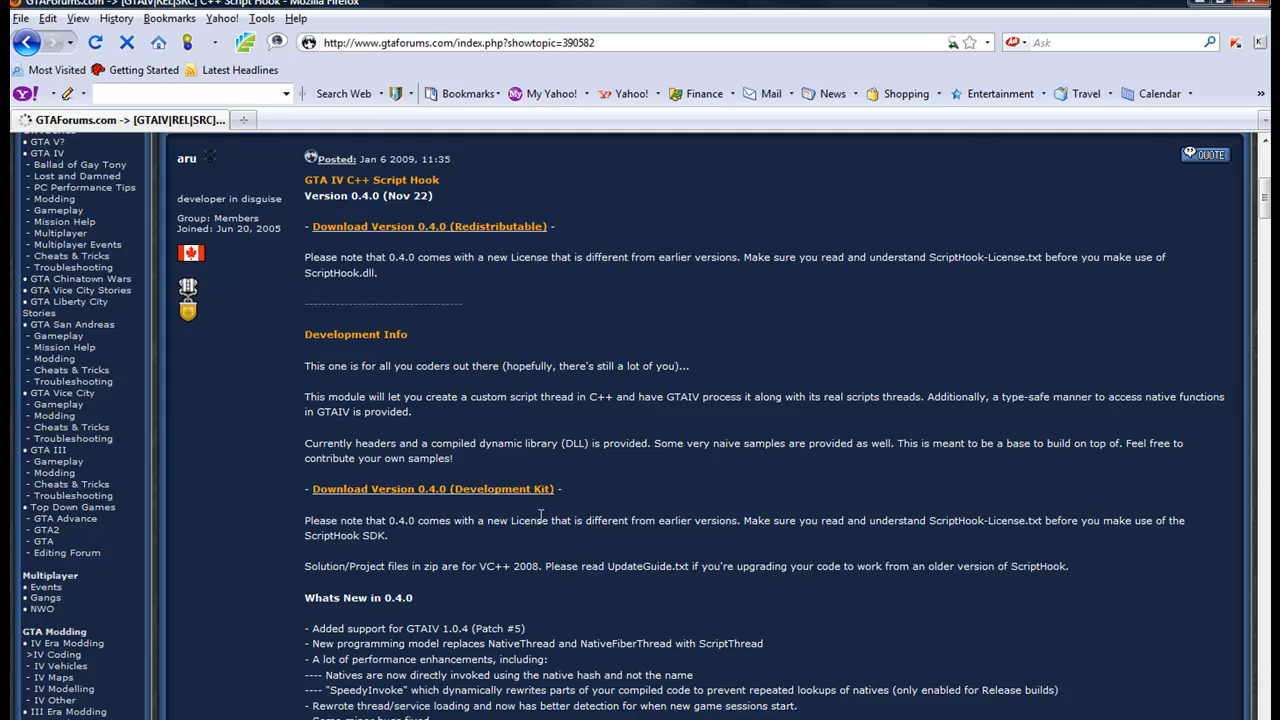 GTAForums.com -> [GTAIV|REL|SRC] C++ Script Hook - Mozilla Firefox
File Edit View History Bookmarks Yahoo! Tools Help
http://www.gtaforums.com/index.php?showtopic=390582
Ask
K
Most Visited Getting Started Latest Headlines
Y! Search Web Bookmarks My Yahoo! Yahoo! Finance Mail News Shopping Entertainment Travel Calendar
GTAForums.com -> [GTAIV|REL|SRC]...
GTA V?
GTA IV
- Ballad of Gay Tony
- Lost and Damned
- PC Performance Tips
- Modding
- Gameplay
- Mission Help
- Multiplayer
- Multiplayer Events
- Cheats & Tricks
- Troubleshooting
GTA Chinatown Wars
GTA Vice City Stories
GTA Liberty City
Stories
GTA San Andreas
- Gameplay
- Mission Help
- Modding
- Cheats & Tricks
- Troubleshooting
GTA Vice City
- Gameplay
- Modding
- Cheats & Tricks
- Troubleshooting
GTA III
- Gameplay
- Modding
- Cheats & Tricks
- Troubleshooting
Top Down Games
- GTA Advance
- GTA2
- GTA
- Editing Forum
Multiplayer
Events
Gangs
NWO
GTA Modding
IV Era Modding
>IV Coding
- IV Vehicles
- IV Maps
- IV Modelling
- IV Other
III Era Modding
aru
developer in disguise
Group: Members
Joined: Jun 20, 2005
Posted: Jan 6 2009, 11:35
QUOTE
GTA IV C++ Script Hook
Version 0.4.0 (Nov 22)
- Download Version 0.4.0 (Redistributable) -
Please note that 0.4.0 comes with a new License that is different from earlier versions. Make sure you read and understand ScriptHook-License.txt before you make use of
ScriptHook.dll.
----------------------------------
Development Info
This one is for all you coders out there (hopefully, there's still a lot of you)...
This module will let you create a custom script thread in C++ and have GTAIV process it along with its real scripts threads. Additionally, a type-safe manner to access native functions
in GTAIV is provided.
Currently headers and a compiled dynamic library (DLL) is provided. Some very naive samples are provided as well. This is meant to be a base to build on top of. Feel free to
contribute your own samples!
- Download Version 0.4.0 (Development Kit) -
Please note that 0.4.0 comes with a new License that is different from earlier versions. Make sure you read and understand ScriptHook-License.txt before you make use of the
ScriptHook SDK.
Solution/Project files in zip are for VC++ 2008. Please read UpdateGuide.txt if you're upgrading your code to work from an older version of ScriptHook.
Whats New in 0.4.0
- Added support for GTAIV 1.0.4 (Patch #5)
- New programming model replaces NativeThread and NativeFiberThread with ScriptThread
- A lot of performance enhancements, including:
---- Natives are now directly invoked using the native hash and not the name
---- "SpeedyInvoke" which dynamically rewrites parts of your compiled code to prevent repeated lookups of natives (only enabled for Release builds)
- Rewrote thread/service loading and now has better detection for when new game sessions start.
- Some minor bugs fixed